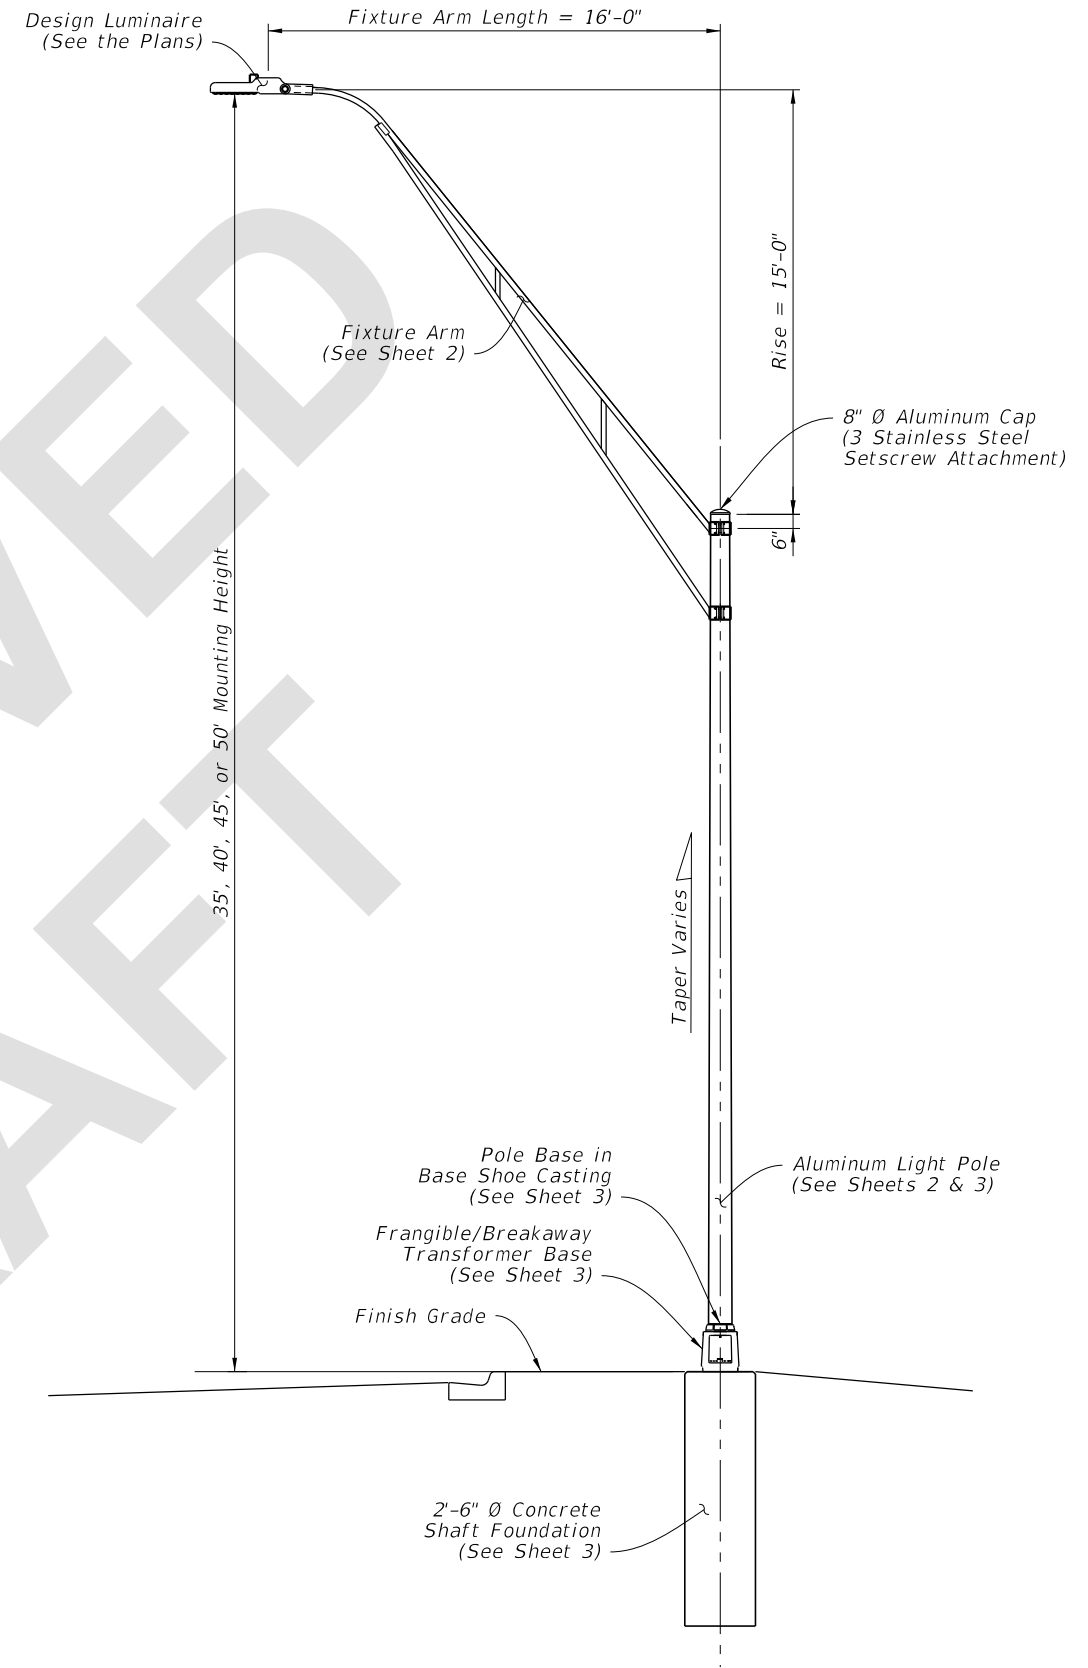 Fixture Arm Length = 16'-0"
Design Luminaire
(See the Plans)
Rise = 15'-0"
Fixture Arm
(See Sheet 2)
8" Ø Aluminum Cap
(3 Stainless Steel
Setscrew Attachment)
6"
35', 40', 45', or 50' Mounting Height
Taper Varies
Pole Base in
Base Shoe Casting
(See Sheet 3)
Aluminum Light Pole
(See Sheets 2 & 3)
Frangible/Breakaway
Transformer Base
(See Sheet 3)
Finish Grade
2'-6" Ø Concrete
Shaft Foundation
(See Sheet 3)
VED
AFT